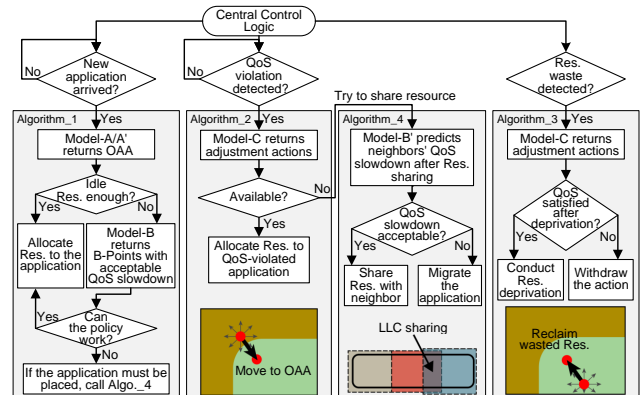 Central Control
Logic
No
New
application
arrived?
No
QoS
violation
detected?
Res.
waste
detected?
Try to share resource
Algorithm_1
Yes
Algorithm_2
Yes
Algorithm_4
Algorithm_3
Yes
Model-A/A'
returns OAA
Model-C returns
adjustment actions
Model-B' predicts
neighbors' QoS
slowdown after Res.
sharing
Model-C returns
adjustment actions
Idle
Res. enough?
Yes
No
Available?
No
Yes
QoS
satisfied
after
deprivation?
Yes
No
Allocate
Res. to the
application
Model-B
returns
B-Points with
acceptable
QoS slowdown
Allocate Res. to
QoS-violated
application
QoS
slowdown
acceptable?
Yes
No
Share
Res. with
neighbor
Migrate
the
application
Conduct
Res.
deprivation
Withdraw
the action
Yes
Can
the policy
work?
No
If the application must be
placed, call Algo._4
Move to OAA
LLC sharing
Reclaim
wasted Res.